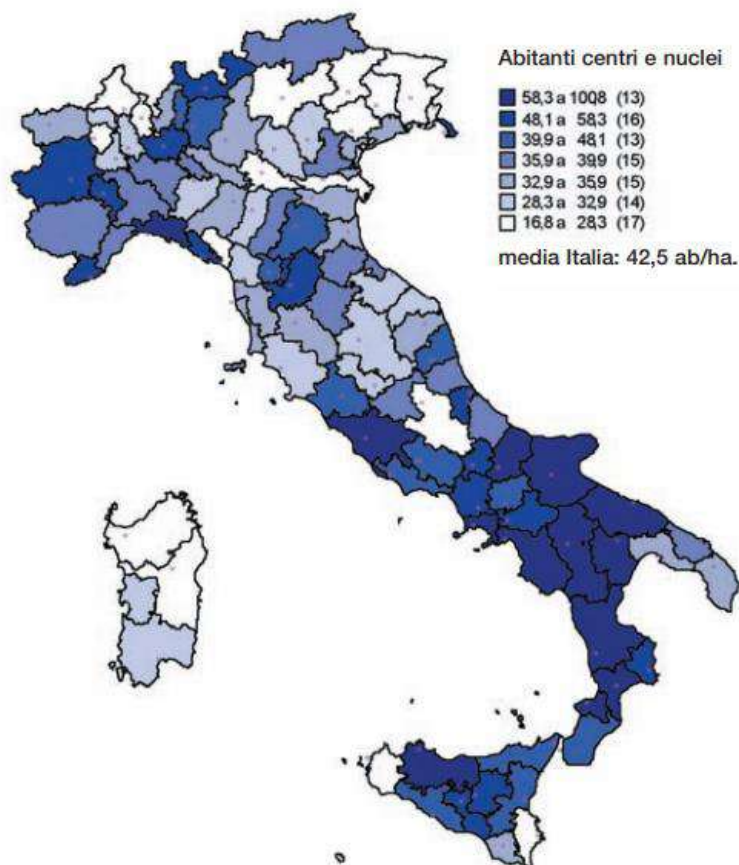 Abitanti centri e nuclei
58,3 a 100,8 (13)
48,1 a 58,3 (16)
39,9 a 48,1 (13)
35,9 a 39,9 (15)
32,9 a 35,9 (15)
28,3 a 32,9 (14)
16,8 a 28,3 (17)
media Italia: 42,5 ab/ha.